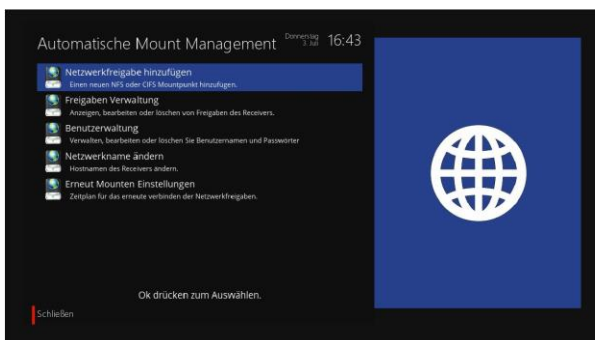 Automatische Mount Management
Donnerstag
3. Juli
16:43
Netzwerkfreigabe hinzufügen
Einen neuen NFS oder CIFS Mountpunkt hinzufügen.
Freigaben Verwaltung
Anzeigen, bearbeiten oder löschen von Freigaben des Receivers.
Benutzerwaltung
Verwalten, bearbeiten oder löschen Sie Benutzernamen und Passwörter
Netzwerkname ändern
Hostnamen des Receivers ändern.
Erneut Mounten Einstellungen
Zeitplan für das erneute verbinden der Netzwerkfreigaben.
Ok drücken zum Auswählen.
Schließen